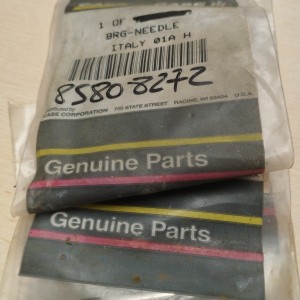 1 OF
BRG-NEEDLE
ITALY 01A H
85808272
CASE CORPORATION 700 STATE STREET RACINE, WI 53404 U.S.A.
Genuine Parts
Genuine Parts